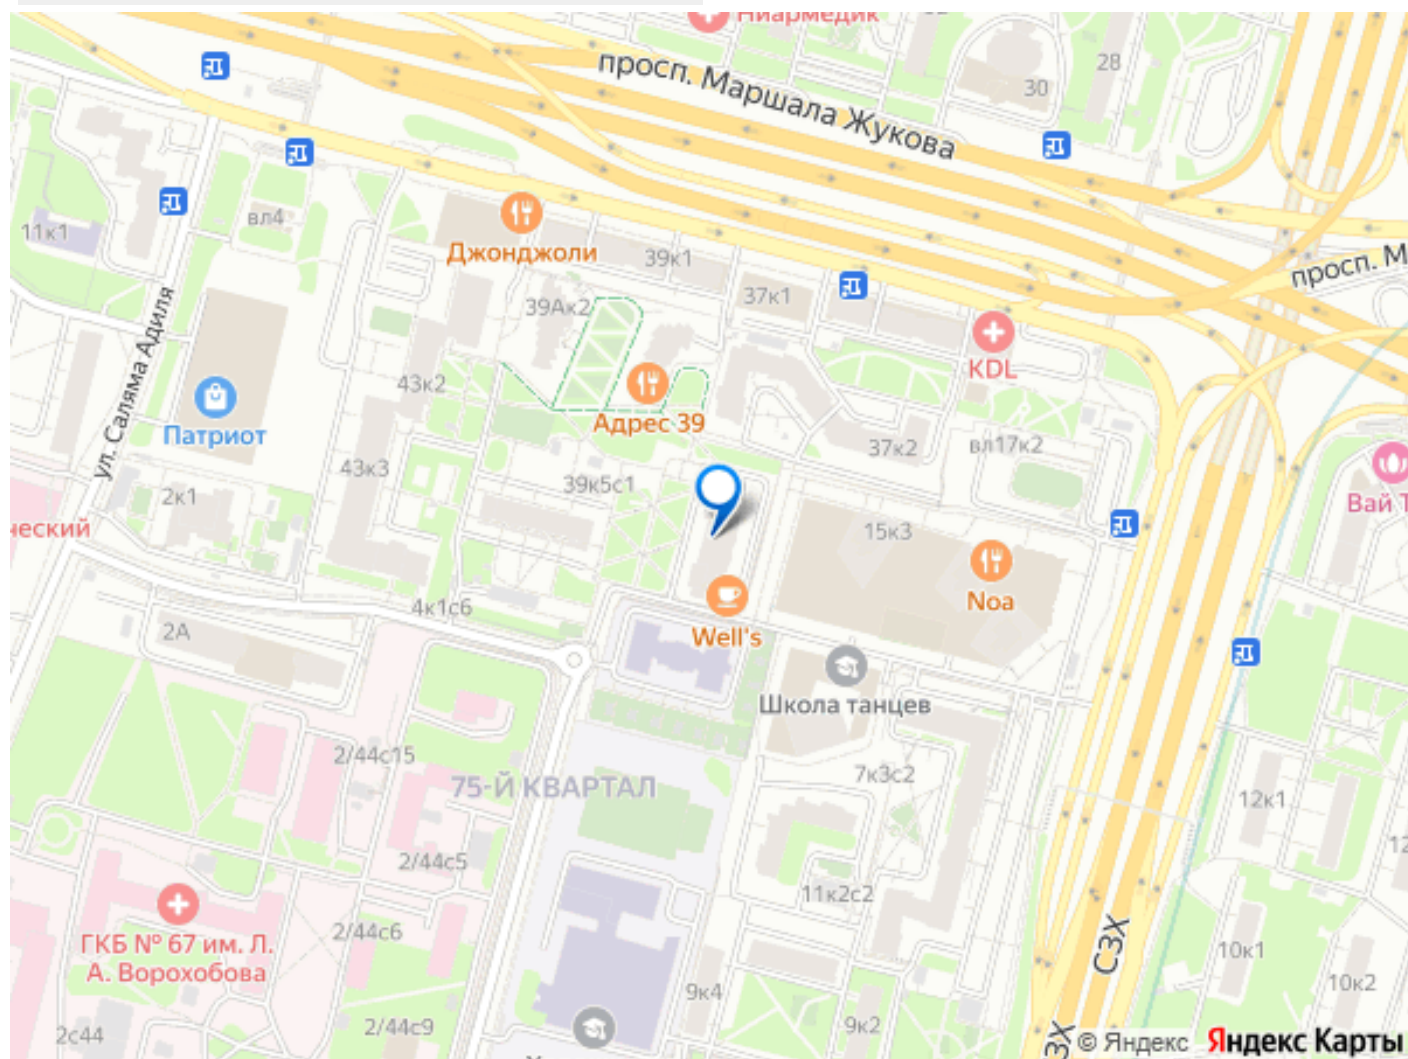 Ниармедик
28
30
просп. Маршала Жукова
11к1
вл4
Джонджоли
39к1
просп. М
39Ак2
37к1
KDL
ул. Саляма Адиля
43к2
Адрес 39
Патриот
37к2
вл17к2
43к3
39к5с1
2к1
Вай Т
ческий
15к3
Noa
4к1с6
2А
Well's
Школа танцев
2/44с15
75-Й КВАРТАЛ
7к3с2
12к1
12
2/44с5
11к2с2
ГКБ № 67 им. Л.
А. Ворохобова
2/44с6
СЗХ
10к1
9к4
10к2
2с44
2/44с9
9к2
ЗХ
© Яндекс Яндекс Карты